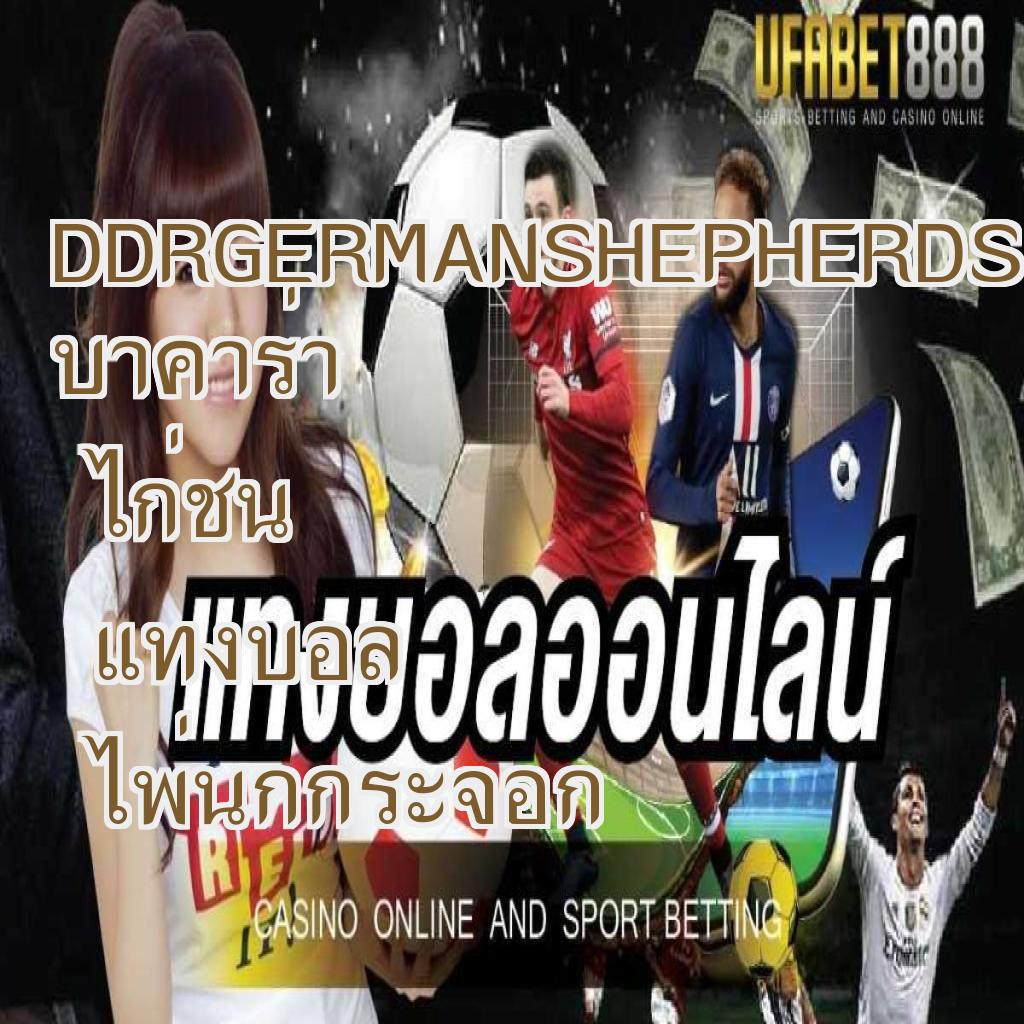 UFABET888
SPORTS BETTING AND CASINO ONLINE
DDRGERMANSHEPHERDS
บาคาร่า
ไก่ชน
แทงบอลออนไลน์
แทงบอล
ไพ่นกกระจอก
CASINO ONLINE AND SPORT BETTING